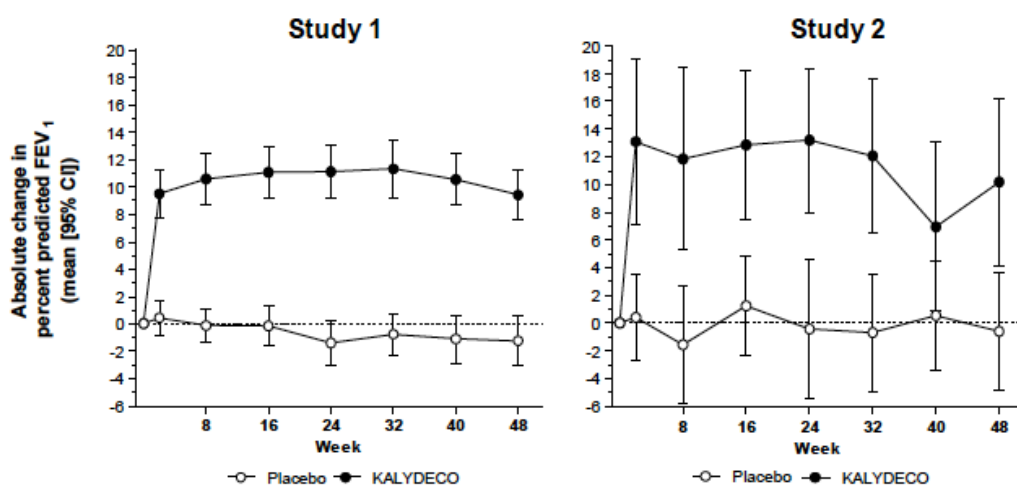 Study 1
Absolute change in
percent predicted FEV1
(mean [95% CI])
20
18
16
14
12
10
8
6
4
2
0
-2
-4
-6
8 16 24 32 40 48
Week
Placebo KALYDECO
Study 2
20
18
16
14
12
10
8
6
4
2
0
-2
-4
-6
8 16 24 32 40 48
Week
Placebo KALYDECO